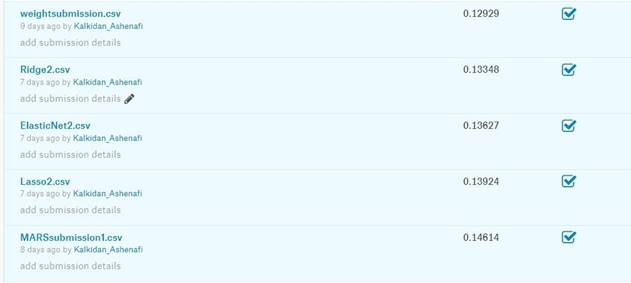 weightsubmission.csv 0.12929
9 days ago by Kalkidan_Ashenafi
add submission details
Ridge2.csv 0.13348
7 days ago by Kalkidan_Ashenafi
add submission details
ElasticNet2.csv 0.13627
7 days ago by Kalkidan_Ashenafi
add submission details
Lasso2.csv 0.13924
7 days ago by Kalkidan_Ashenafi
add submission details
MARSsubmission1.csv 0.14614
8 days ago by Kalkidan_Ashenafi
add submission details